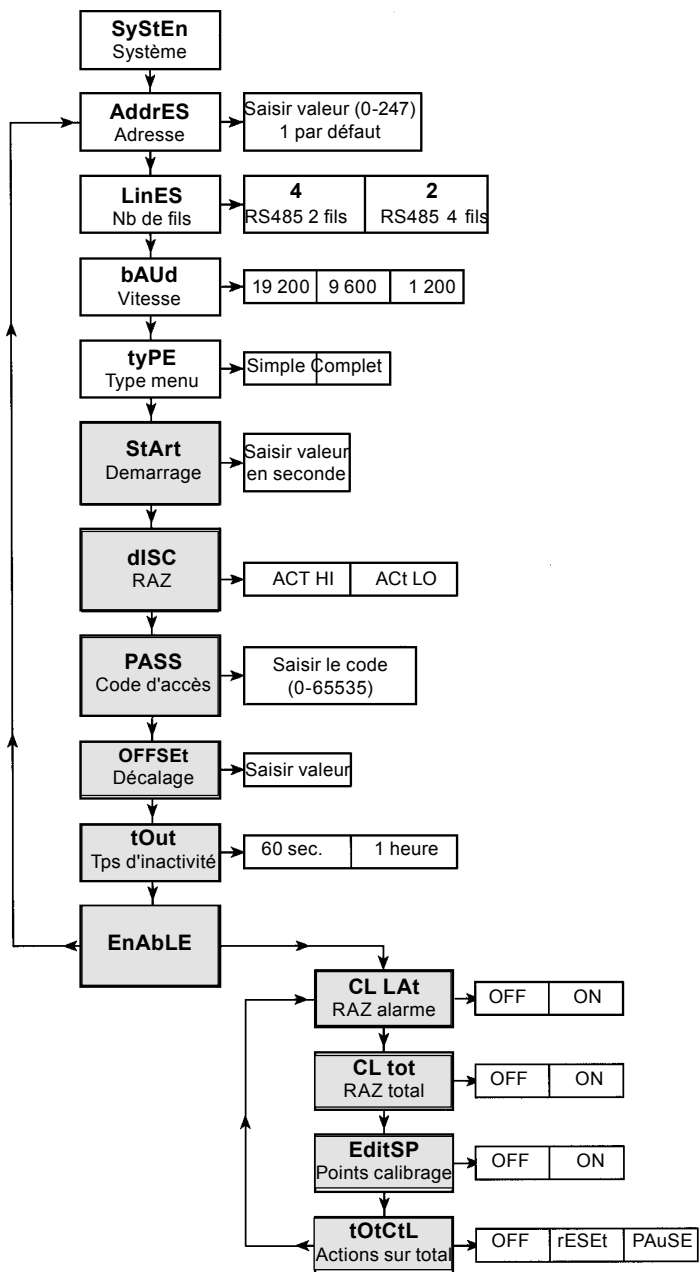 SyStEn
Système
AddrES
Adresse
Saisir valeur (0-247)
1 par défaut
LinES
Nb de fils
4
RS485 2 fils
2
RS485 4 fils
bAUd
Vitesse
19 200
9 600
1 200
tyPE
Type menu
Simple
Complet
StArt
Demarrage
Saisir valeur
en seconde
dISC
RAZ
ACT HI
ACt LO
PASS
Code d'accès
Saisir le code
(0-65535)
OFFSEt
Décalage
Saisir valeur
tOut
Tps d'inactivité
60 sec.
1 heure
EnAbLE
CL LAt
RAZ alarme
OFF
ON
CL tot
RAZ total
OFF
ON
EditSP
Points calibrage
OFF
ON
tOtCtL
Actions sur total
OFF
rESEt
PAuSE